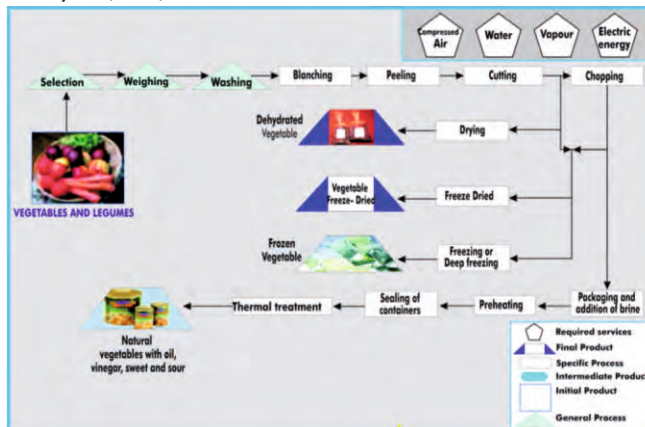 Compressed
Air
Water
Vapour
Electric
energy
Selection
Weighing
Washing
Blanching
Peeling
Cutting
Chopping
Dehydrated
Vegetable
Drying
VEGETABLES AND LEGUMES
Vegetable
Freeze- Dried
Freeze Dried
Frozen
Vegetable
Freezing or
Deep freezing
Thermal treatment
Sealing of
containers
Preheating
Packaging and
addition of brine
Natural
vegetables with oil,
vinegar, sweet and sour
Required services
Final Product
Specific Process
Intermediate Product
Initial Product
General Process